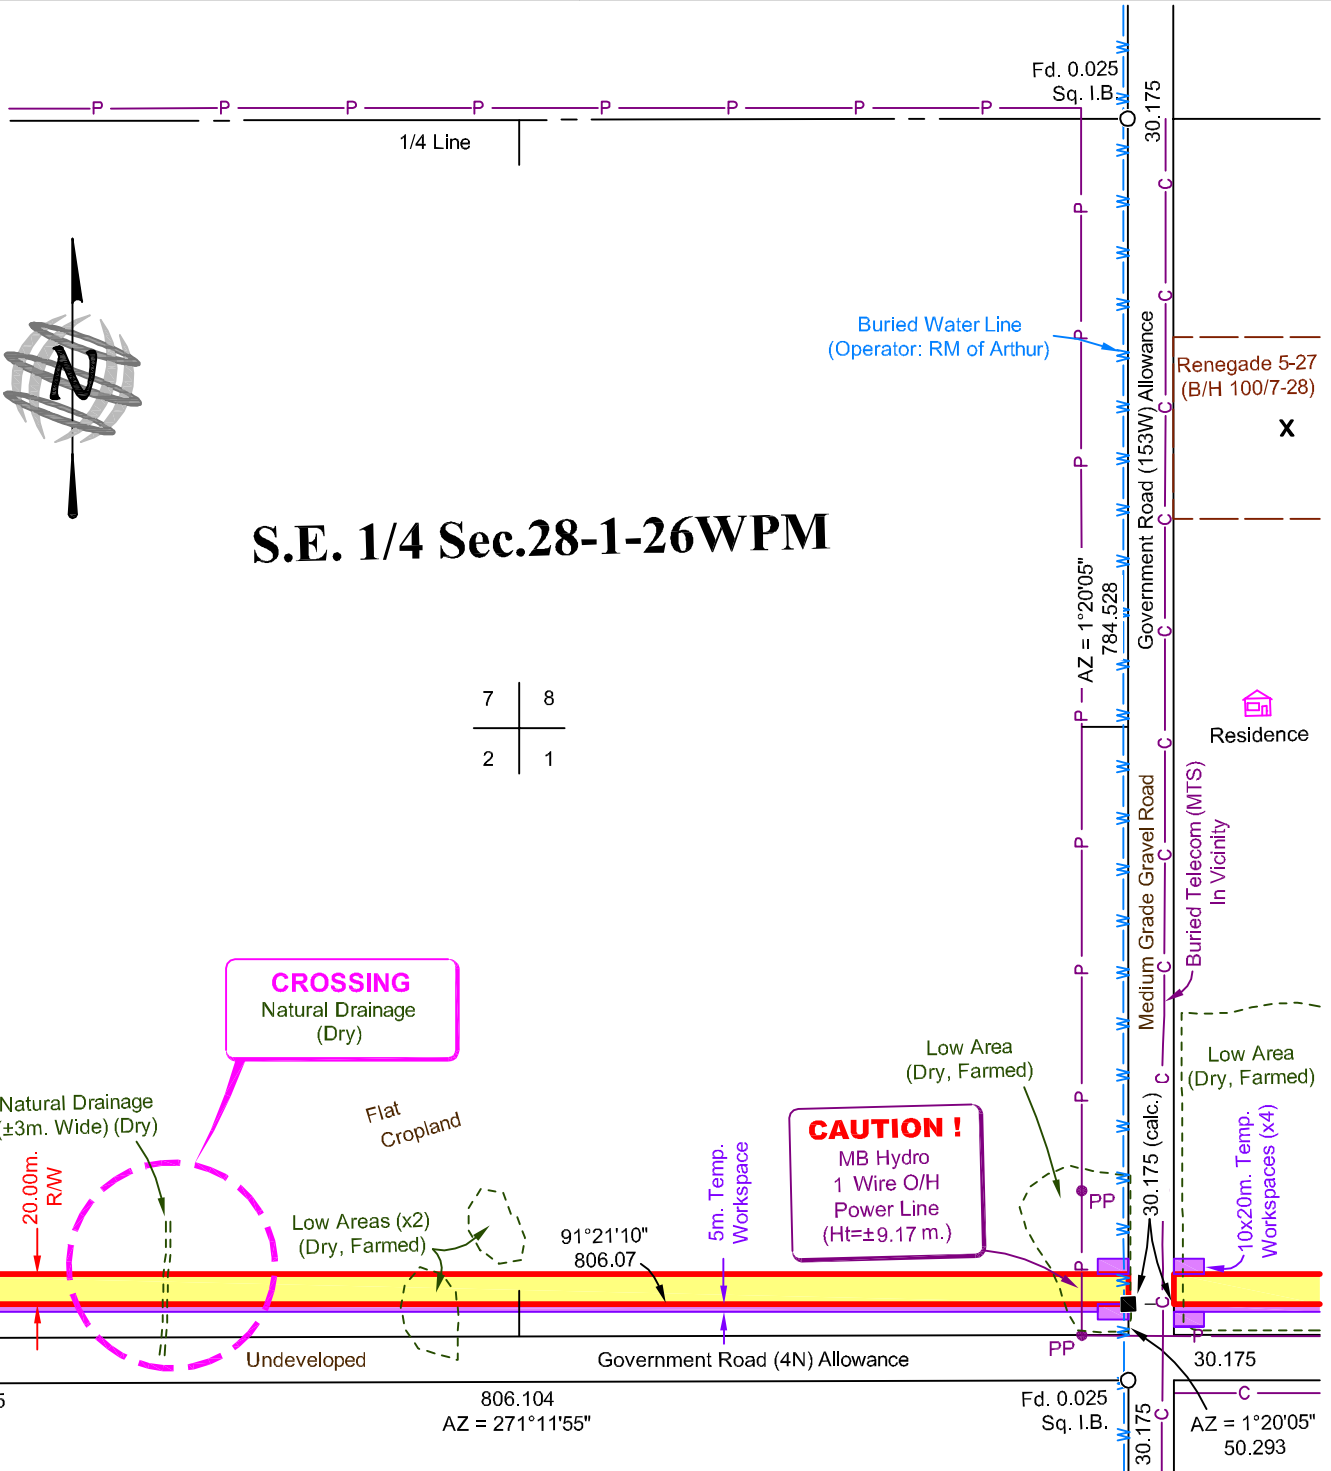 Fd. 0.025
Sq. I.B.
30.175
P P P P P P P P
1/4 Line
N
Buried Water Line
(Operator: RM of Arthur)
Government Road (153W) Allowance
Renegade 5-27
(B/H 100/7-28)
X
S.E. 1/4 Sec.28-1-26WPM
AZ = 1°20'05"
784.528
7 8
2 1
Residence
Medium Grade Gravel Road
Buried Telecom (MTS)
In Vicinity
CROSSING
Natural Drainage
(Dry)
Low Area
(Dry, Farmed)
Low Area
(Dry, Farmed)
Natural Drainage
(±3m. Wide) (Dry)
Flat
Cropland
CAUTION !
MB Hydro
1 Wire O/H
Power Line
(Ht=±9.17 m.)
20.00m.
R/W
Low Areas (x2)
(Dry, Farmed)
91°21'10"
806.07
5m. Temp.
Workspace
PP
30.175 (calc.)
10x20m. Temp.
Workspaces (x4)
PP
Undeveloped
Government Road (4N) Allowance
30.175
5
806.104
AZ = 271°11'55"
Fd. 0.025
Sq. I.B.
30.175
C
AZ = 1°20'05"
50.293